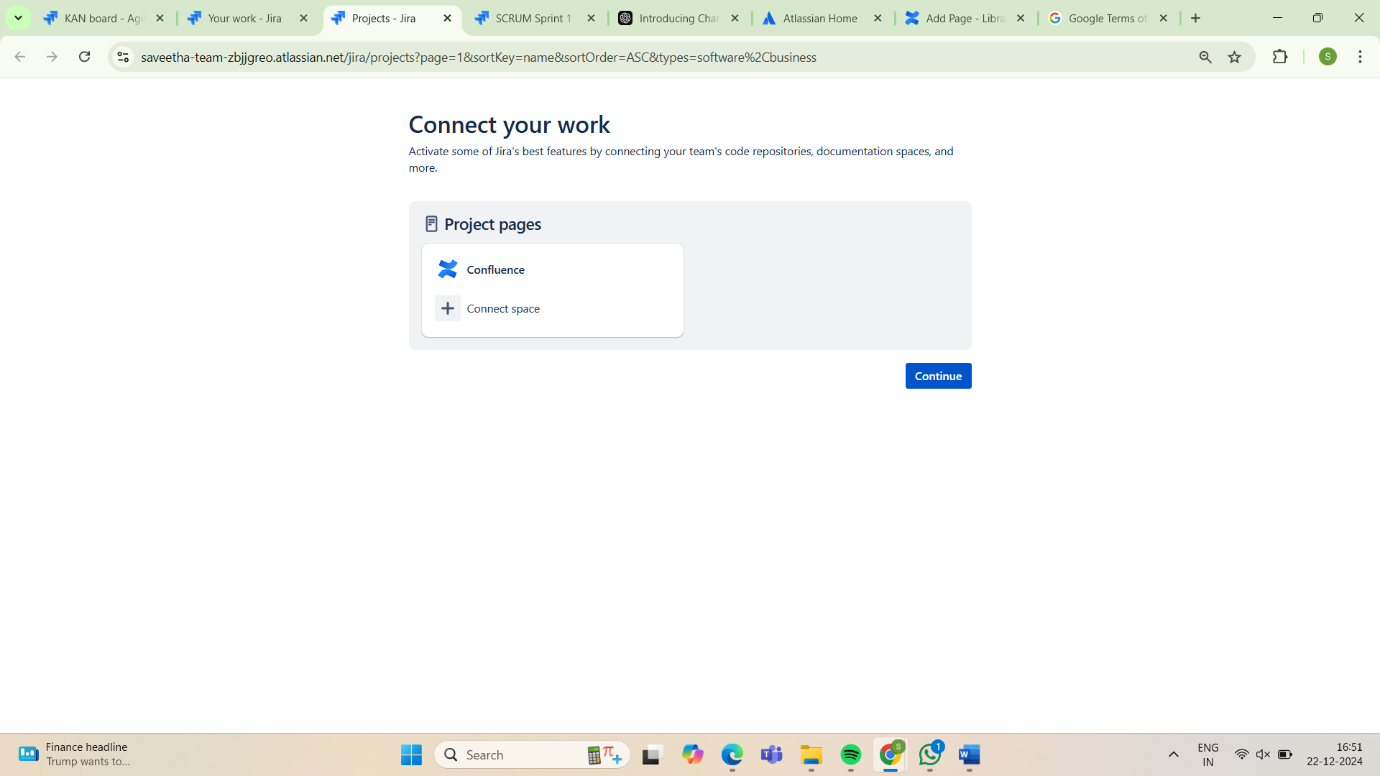 KAN board - Agi
Your work - Jira
Projects - Jira
SCRUM Sprint 1
Introducing Chat
Atlassian Home
Add Page - Libra
Google Terms of
saveetha-team-zbjjgreo.atlassian.net/jira/projects?page=1&sortKey=name&sortOrder=ASC&types=software%2Cbusiness
S
Connect your work
Activate some of Jira's best features by connecting your team's code repositories, documentation spaces, and
more.
Project pages
Confluence
Connect space
Continue
Finance headline
Trump wants to...
Search
S
1
ENG
IN
16:51
22-12-2024